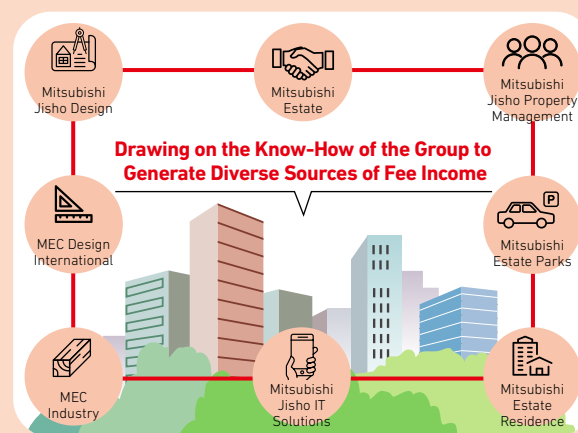 Mitsubishi
Jisho Design
Mitsubishi
Estate
Mitsubishi
Jisho Property
Management
Drawing on the Know-How of the Group to
Generate Diverse Sources of Fee Income
MEC Design
International
P
Mitsubishi
Estate Parks
MEC
Industry
Mitsubishi
Jisho IT
Solutions
Mitsubishi
Estate
Residence